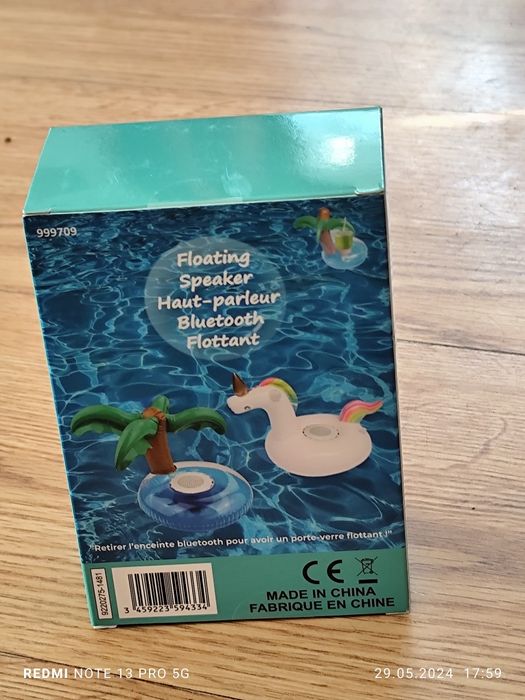 999709
Floating
Speaker
Haut-parleur
Bluetooth
Flottant
"Retirer l'enceinte bluetooth pour avoir un porte-verre flottant !"
9220275-1481
3 459223 594334
CE
MADE IN CHINA
FABRIQUE EN CHINE
REDMI NOTE 13 PRO 5G
29.05.2024 17:59